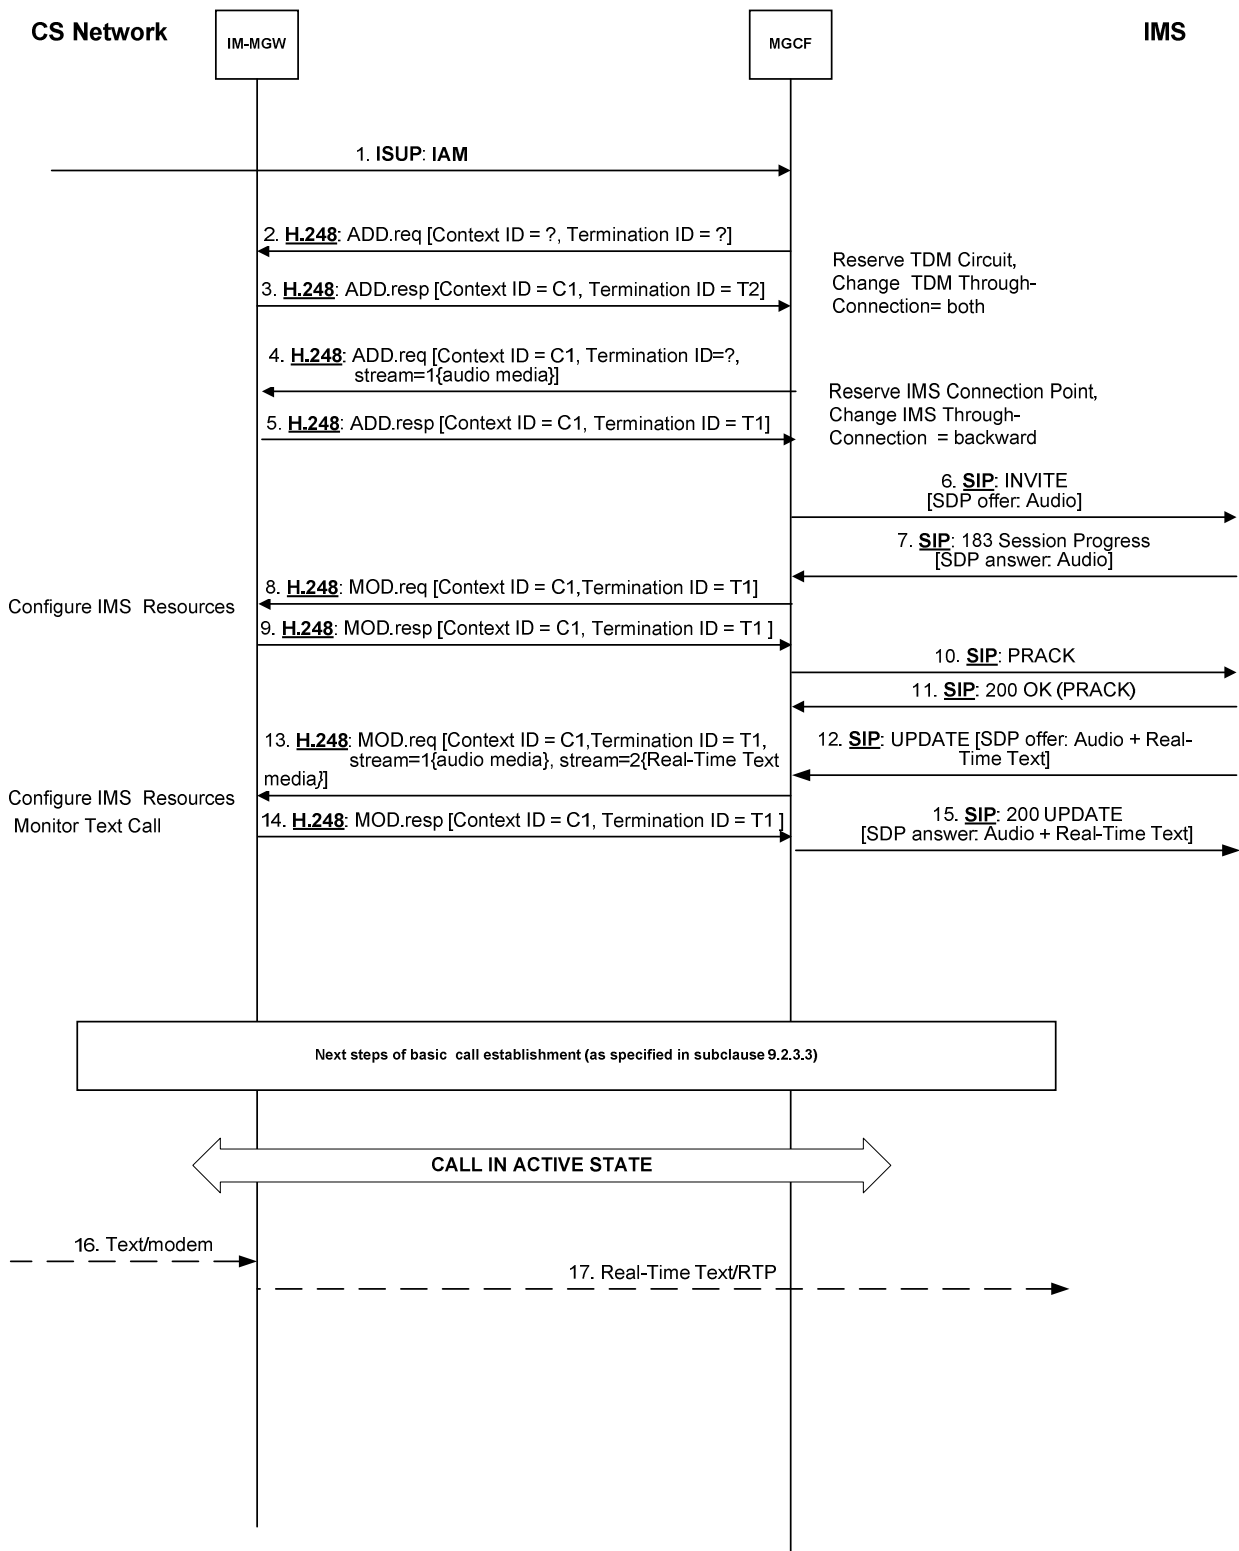 CS Network
IM-MGW
MGCF
IMS
1. ISUP: IAM
2. H.248: ADD.req [Context ID = ?, Termination ID = ?]
Reserve TDM Circuit,
Change TDM Through-
Connection= both
3. H.248: ADD.resp [Context ID = C1, Termination ID = T2]
4. H.248: ADD.req [Context ID = C1, Termination ID=?,
stream=1{audio media}]
Reserve IMS Connection Point,
Change IMS Through-
Connection = backward
5. H.248: ADD.resp [Context ID = C1, Termination ID = T1]
6. SIP: INVITE
[SDP offer: Audio]
7. SIP: 183 Session Progress
[SDP answer: Audio]
8. H.248: MOD.req [Context ID = C1,Termination ID = T1]
Configure IMS Resources
9. H.248: MOD.resp [Context ID = C1, Termination ID = T1 ]
10. SIP: PRACK
11. SIP: 200 OK (PRACK)
12. SIP: UPDATE [SDP offer: Audio + Real-
Time Text]
13. H.248: MOD.req [Context ID = C1,Termination ID = T1,
stream=1{audio media}, stream=2{Real-Time Text
media}]
Configure IMS Resources
Monitor Text Call
14. H.248: MOD.resp [Context ID = C1, Termination ID = T1 ]
15. SIP: 200 UPDATE
[SDP answer: Audio + Real-Time Text]
Next steps of basic call establishment (as specified in subclause 9.2.3.3)
CALL IN ACTIVE STATE
16. Text/modem
17. Real-Time Text/RTP